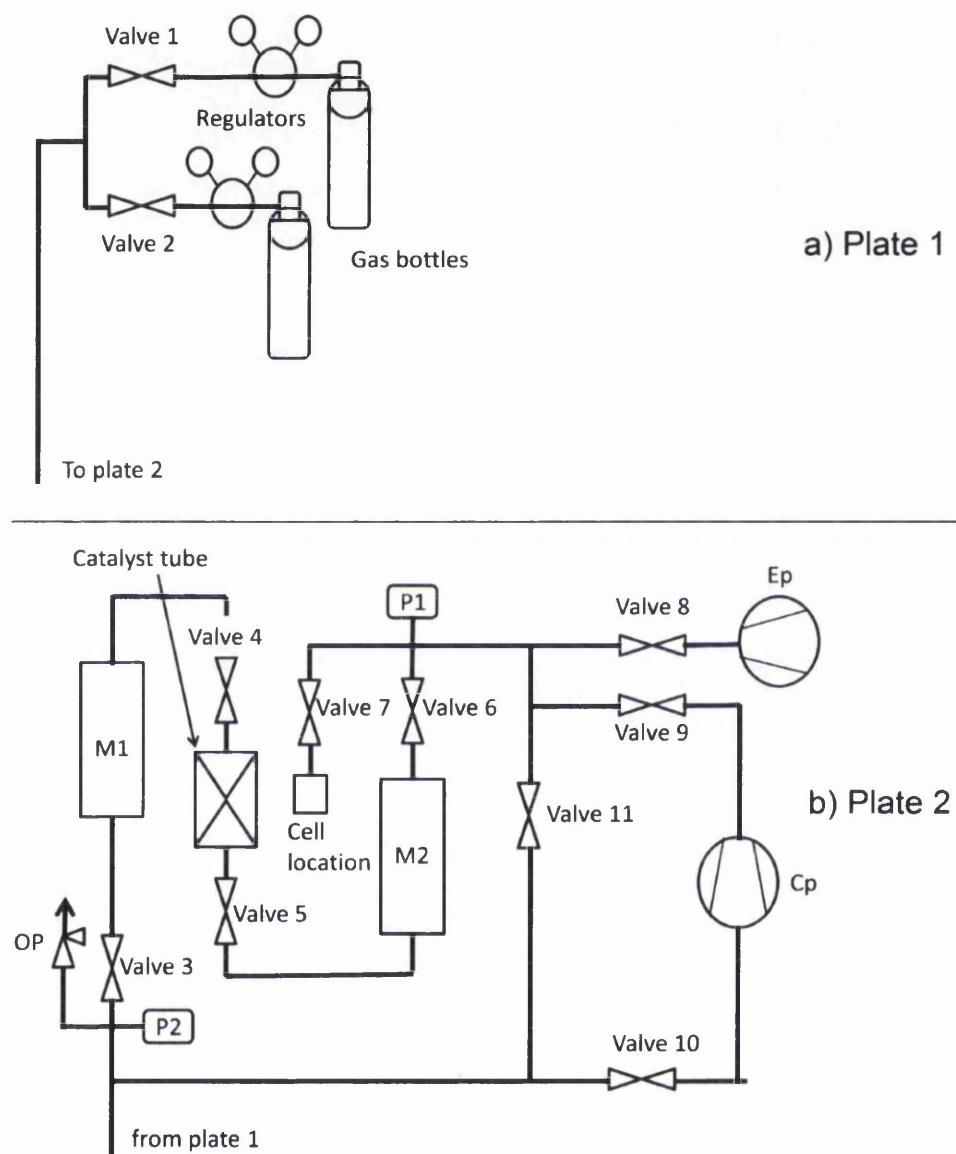 Valve 1
Regulators
Valve 2
Gas bottles
a) Plate 1
To plate 2
Catalyst tube
P1
Ep
Valve 8
Valve 4
Valve 7
Valve 6
Valve 9
M1
b) Plate 2
Valve 11
Cell
location
M2
Cp
Valve 5
OP
Valve 3
P2
Valve 10
from plate 1